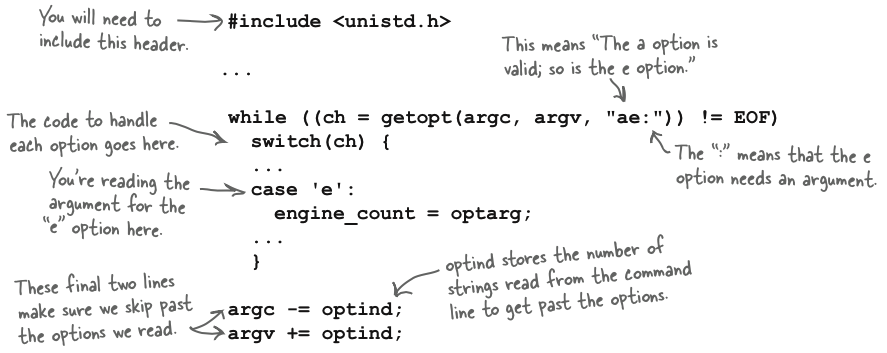 You will need to
include this header.
#include <unistd.h>
...
This means “The a option is
valid; so is the e option.”
while ((ch = getopt(argc, argv, "ae:")) != EOF)
The code to handle
each option goes here.
switch(ch) {
The “:” means that the e
option needs an argument.
...
You're reading the
argument for the
“e” option here.
case 'e':
engine_count = optarg;
...
}
optind stores the number of
strings read from the command
line to get past the options.
These final two lines
make sure we skip past
the options we read.
argc -= optind;
argv += optind;